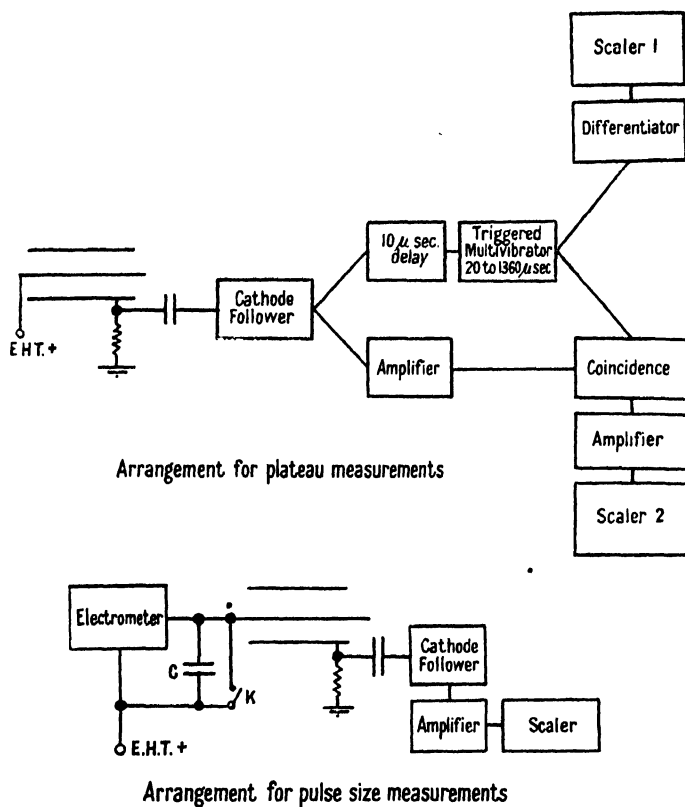 Scaler 1
Differentiator
10 μ sec.
delay
Triggered
Multivibrator
20 to 1360 μsec
Cathode
Follower
E.H.T. +
Amplifier
Coincidence
Amplifier
Scaler 2
Arrangement for plateau measurements
Electrometer
C
K
E.H.T. +
Cathode
Follower
Amplifier
Scaler
Arrangement for pulse size measurements